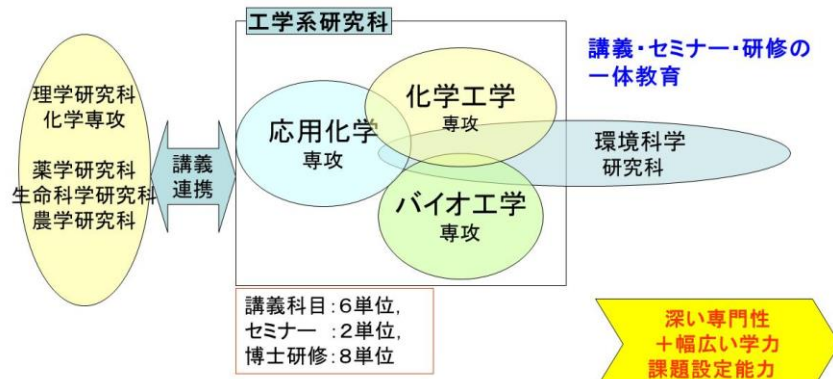 工学系研究科
講義・セミナー・研修の
一体教育
理学研究科
化学専攻
薬学研究科
生命科学研究科
農学研究科
講義
連携
応用化学
専攻
化学工学
専攻
バイオ工学
専攻
環境科学
研究科
講義科目:6単位,
セミナー :2単位,
博士研修:8単位
深い専門性
+幅広い学力
課題設定能力